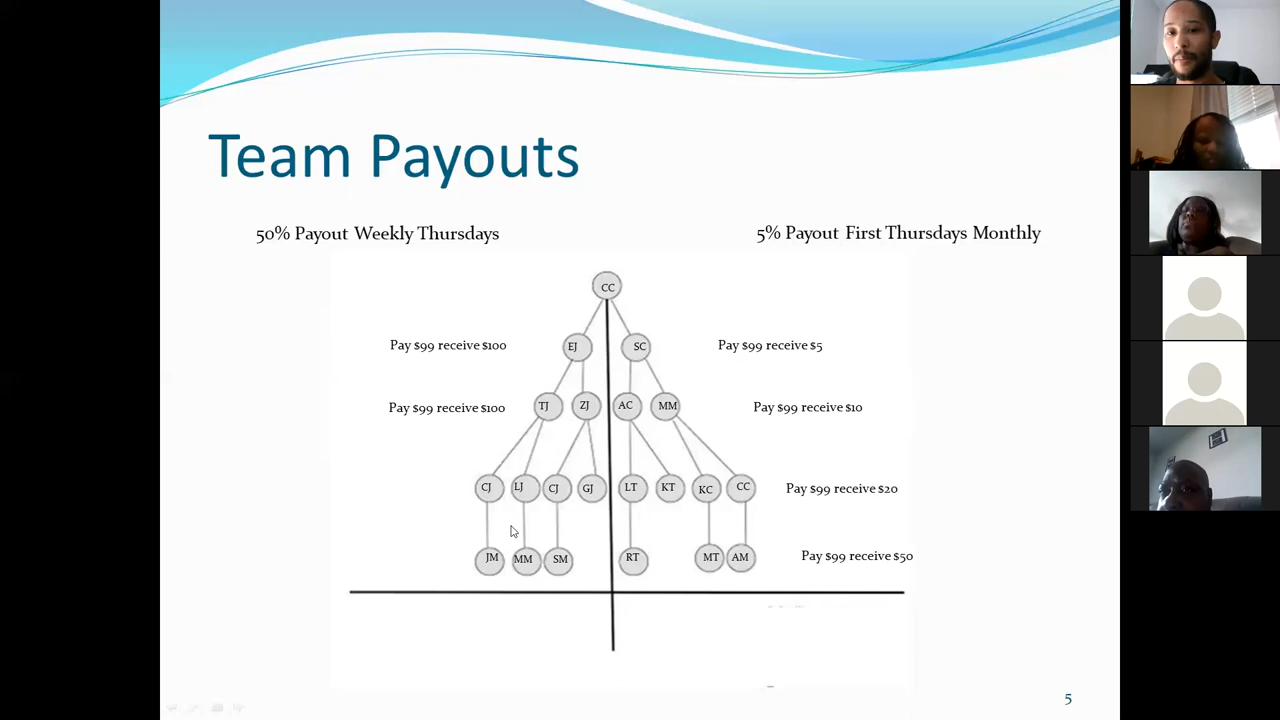 Team Payouts
50% Payout Weekly Thursdays
5% Payout First Thursdays Monthly
CC
Pay $99 receive $100
EJ
SC
Pay $99 receive $5
Pay $99 receive $100
TJ
ZJ
AC
MM
Pay $99 receive $10
CJ
LJ
CJ
GJ
LT
KT
KC
CC
Pay $99 receive $20
JM
MM
SM
RT
MT
AM
Pay $99 receive $50
5